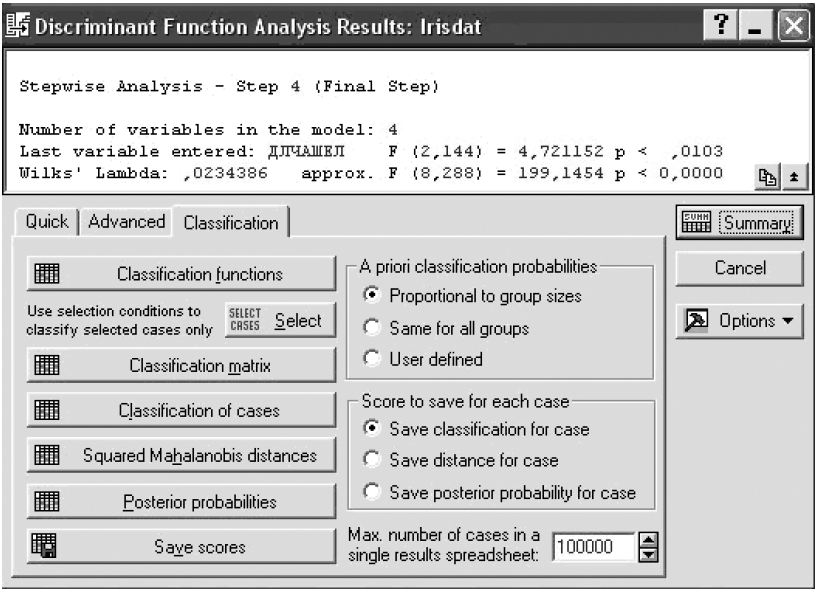 Discriminant Function Analysis Results: Irisdat
Stepwise Analysis - Step 4 (Final Step)
Number of variables in the model: 4
Last variable entered: ДЛЧАШЕЛ F (2,144) = 4,721152 p < ,0103
Wilks' Lambda: ,0234386 approx. F (8,288) = 199,1454 p < 0,0000
Quick Advanced Classification
Summary
Cancel
Options
Classification functions
Use selection conditions to
classify selected cases only
SELECT
CASES
Select
Classification matrix
Classification of cases
Squared Mahalanobis distances
Posterior probabilities
Save scores
A priori classification probabilities
Proportional to group sizes
Same for all groups
User defined
Score to save for each case
Save classification for case
Save distance for case
Save posterior probability for case
Max. number of cases in a
single results spreadsheet:
100000